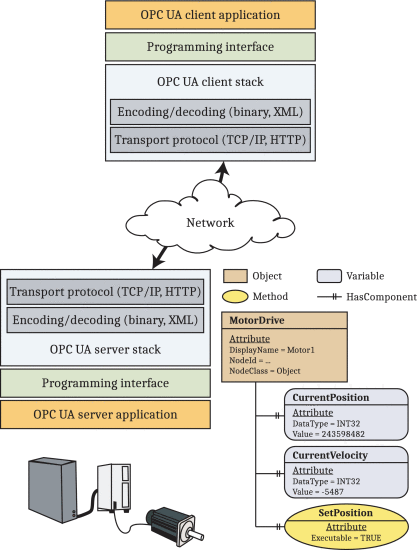 OPC UA client application
Programming interface
OPC UA client stack
Encoding/decoding (binary, XML)
Transport protocol (TCP/IP, HTTP)
Network
Transport protocol (TCP/IP, HTTP)
Encoding/decoding (binary, XML)
OPC UA server stack
Programming interface
OPC UA server application
Object
Variable
Method
HasComponent
MotorDrive
Attribute
DisplayName = Motor1
NodeId = ...
NodeClass = Object
CurrentPosition
Attribute
DataType = INT32
Value = 243598482
CurrentVelocity
Attribute
DataType = INT32
Value = -5487
SetPosition
Attribute
Executable = TRUE